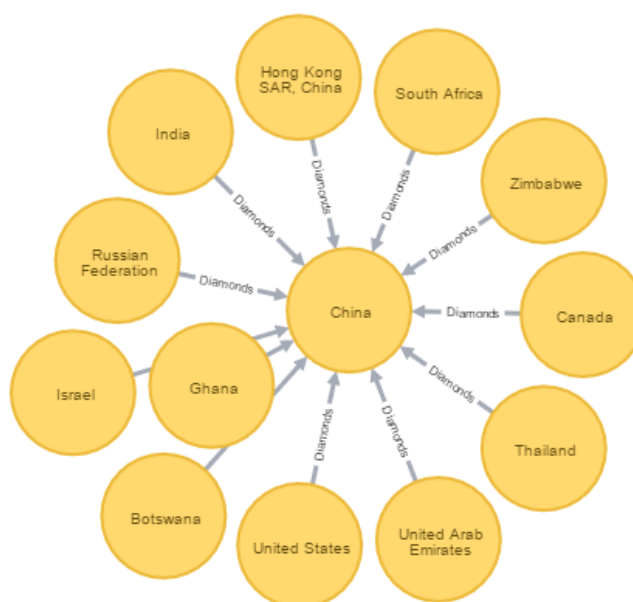 Hong Kong
SAR, China
South Africa
India
Diamonds
Diamonds
Zimbabwe
Diamonds
Diamonds
Russian
Federation
Diamonds
China
Diamonds
Canada
Israel
Ghana
Diamonds
Thailand
Diamonds
Diamonds
Botswana
United States
United Arab
Emirates